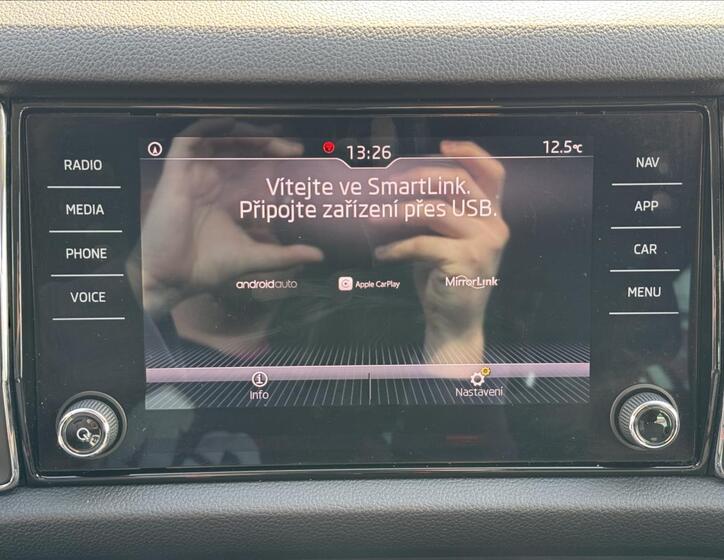 RADIO
MEDIA
PHONE
VOICE
13:26
12.5°C
Vítejte ve SmartLink.
Připojte zařízení přes USB.
androidauto
Apple CarPlay
MirrorLink
Info
Nastavení
NAV
APP
CAR
MENU